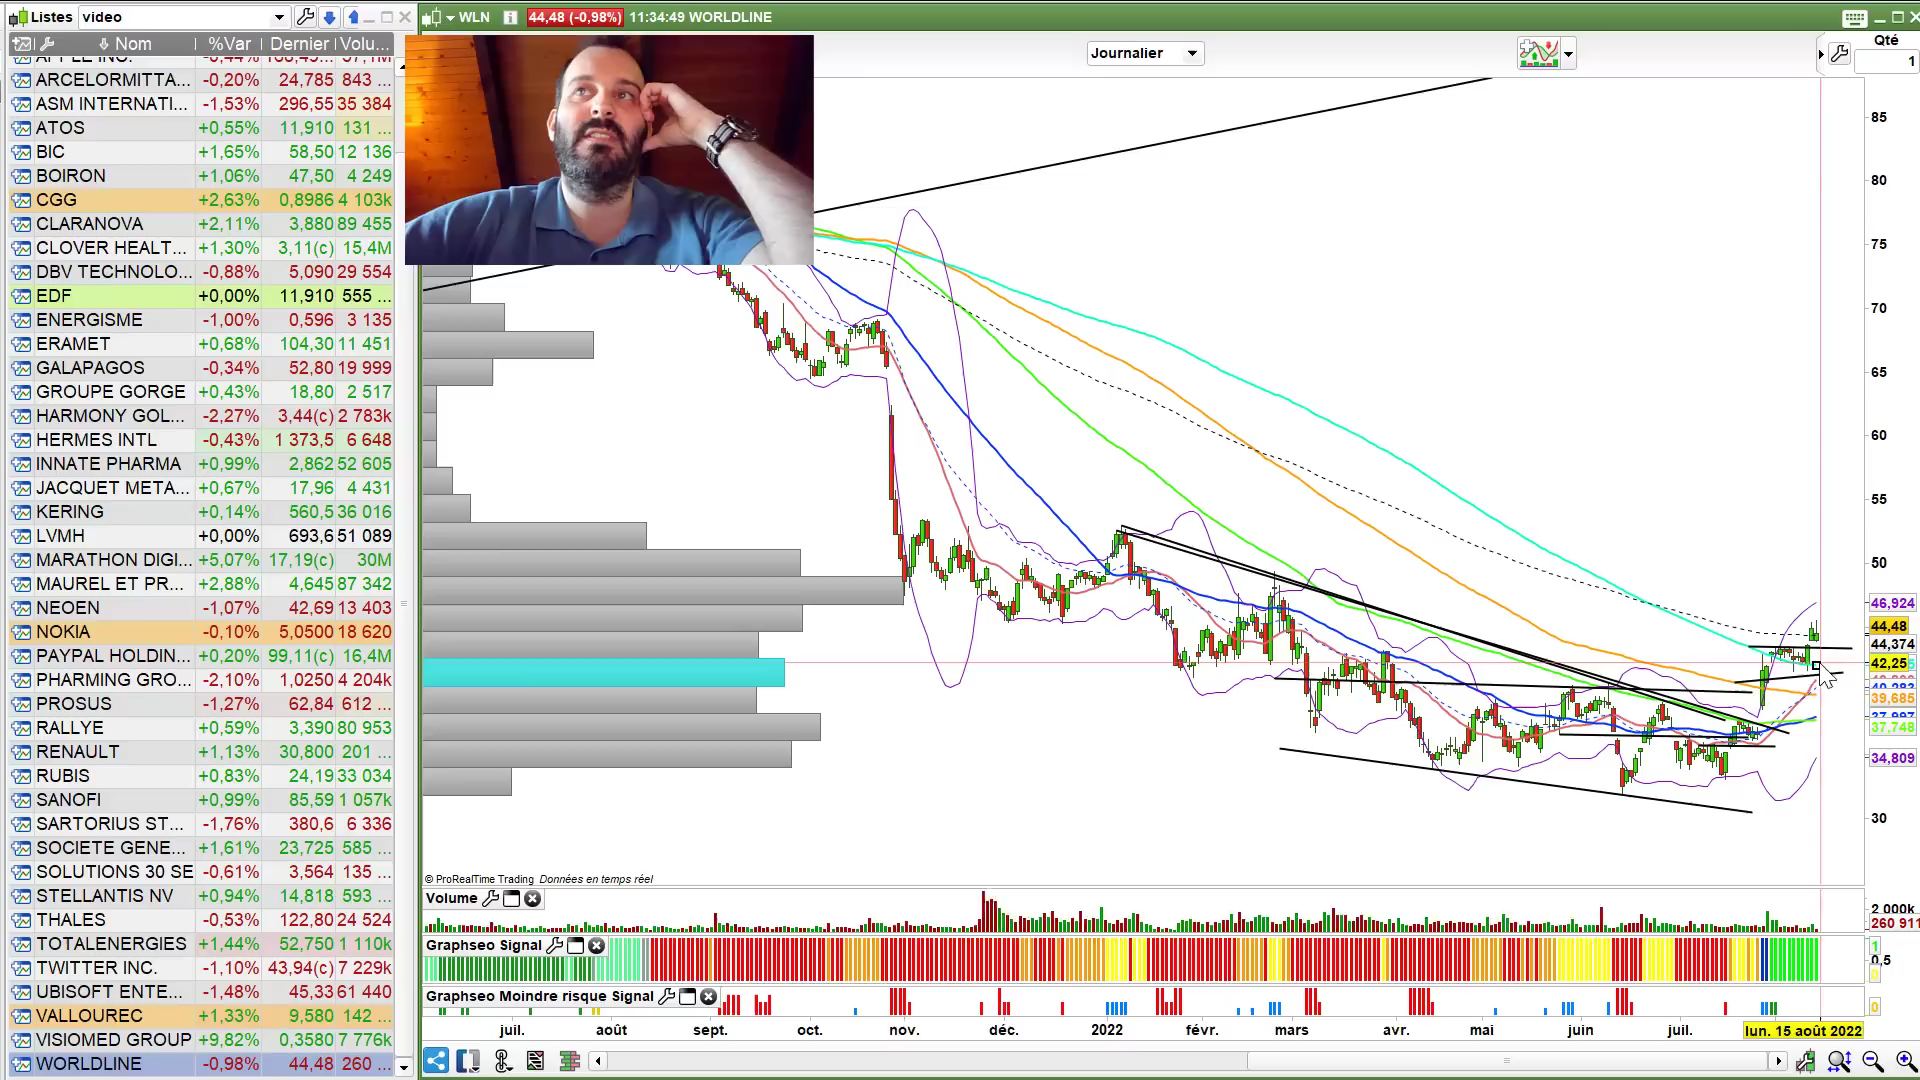 Listes video
Nom %Var Dernier Volu...
ARCELORMITTA... -0,20% 24,785 843 ...
ASM INTERNATI... -1,53% 296,55 35 384
ATOS +0,55% 11,910 131 ...
BIC +1,65% 58,50 12 136
BOIRON +1,06% 47,50 4 249
CGG +2,63% 0,8986 4 103k
CLARANOVA +2,11% 3,880 89 455
CLOVER HEALT... +1,30% 3,11(c) 15,4M
DBV TECHNOLO... -0,88% 5,090 29 554
EDF +0,00% 11,910 555 ...
ENERGISME -1,00% 0,596 3 135
ERAMET +0,68% 104,30 11 451
GALAPAGOS -0,34% 52,80 19 999
GROUPE GORGE +0,43% 18,80 2 517
HARMONY GOL... -2,27% 3,44(c) 2 783k
HERMES INTL -0,43% 1 373,5 6 648
INNATE PHARMA +0,99% 2,862 52 605
JACQUET META... +0,67% 17,96 4 431
KERING +0,14% 560,5 36 016
LVMH +0,00% 693,6 51 089
MARATHON DIGI... +5,07% 17,19(c) 30M
MAUREL ET PR... +2,88% 4,645 87 342
NEOEN -1,07% 42,69 13 403
NOKIA -0,10% 5,0500 18 620
PAYPAL HOLDIN... +0,20% 99,11(c) 16,4M
PHARMING GRO... -2,10% 1,0250 4 204k
PROSUS -1,27% 62,84 612 ...
RALLYE +0,59% 3,390 80 953
RENAULT +1,13% 30,800 201 ...
RUBIS +0,83% 24,19 33 034
SANOFI +0,99% 85,59 1 057k
SARTORIUS ST... -1,76% 380,6 6 336
SOCIETE GENE... +1,61% 23,725 585 ...
SOLUTIONS 30 SE -0,61% 3,564 135 ...
STELLANTIS NV +0,94% 14,818 593 ...
THALES -0,53% 122,80 24 524
TOTALENERGIES +1,44% 52,750 1 110k
TWITTER INC. -1,10% 43,94(c) 7 229k
UBISOFT ENTE... -1,48% 45,33 61 440
VALLOUREC +1,33% 9,580 142 ...
VISIOMED GROUP +9,82% 0,3580 7 776k
WORLDLINE -0,98% 44,48 260 ...
WLN 44,48 (-0,98%) 11:34:49 WORLDLINE
Journalier
Qté
1
85
80
75
70
65
60
55
50
46,924
44,48
44,374
42,25
39,685
37,748
34,809
30
© ProRealTime Trading Données en temps réel
Volume
2 000k
260 911
Graphseo Signal
1
0,5
0
Graphseo Moindre risque Signal
0
juil. août sept. oct. nov. déc. 2022 févr. mars avr. mai juin juil. lun. 15 août 2022